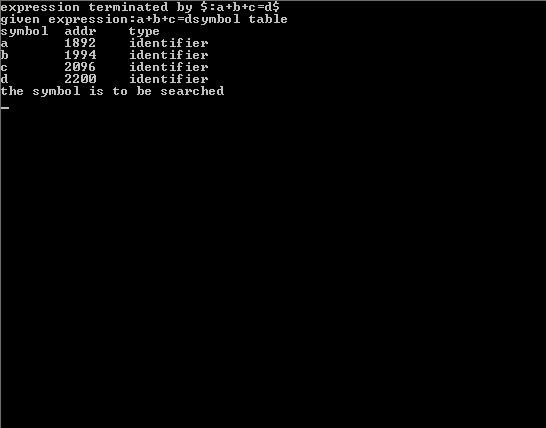 expression terminated by $:a+b+c=d$
given expression:a+b+c=dsymbol table
symbol addr type
a 1892 identifier
b 1994 identifier
c 2096 identifier
d 2200 identifier
the symbol is to be searched